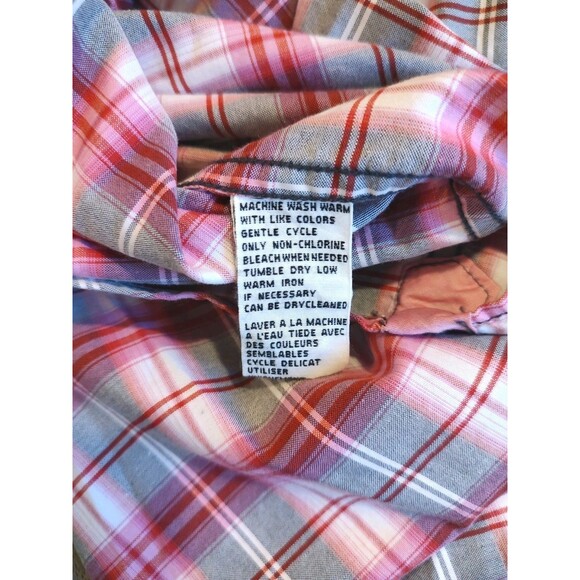 MACHINE WASH WARM
WITH LIKE COLORS
GENTLE CYCLE
ONLY NON-CHLORINE
BLEACH WHEN NEEDED
TUMBLE DRY LOW
WARM IRON
IF NECESSARY
CAN BE DRYCLEANED
LAVER A LA MACHINE
A L'EAU TIEDE AVEC
DES COULEURS
SEMBLABLES
CYCLE DELICAT
UTILISER